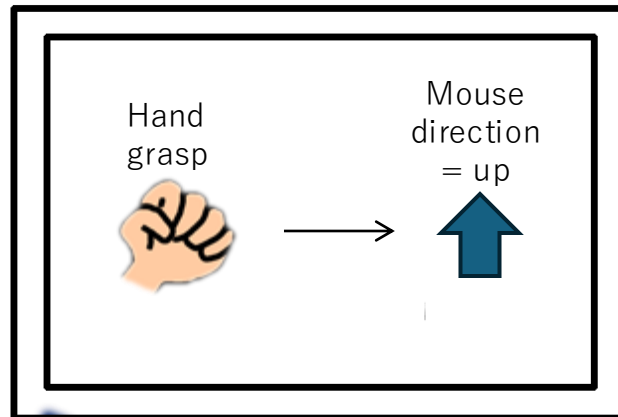 Hand
grasp
Mouse
direction
= up